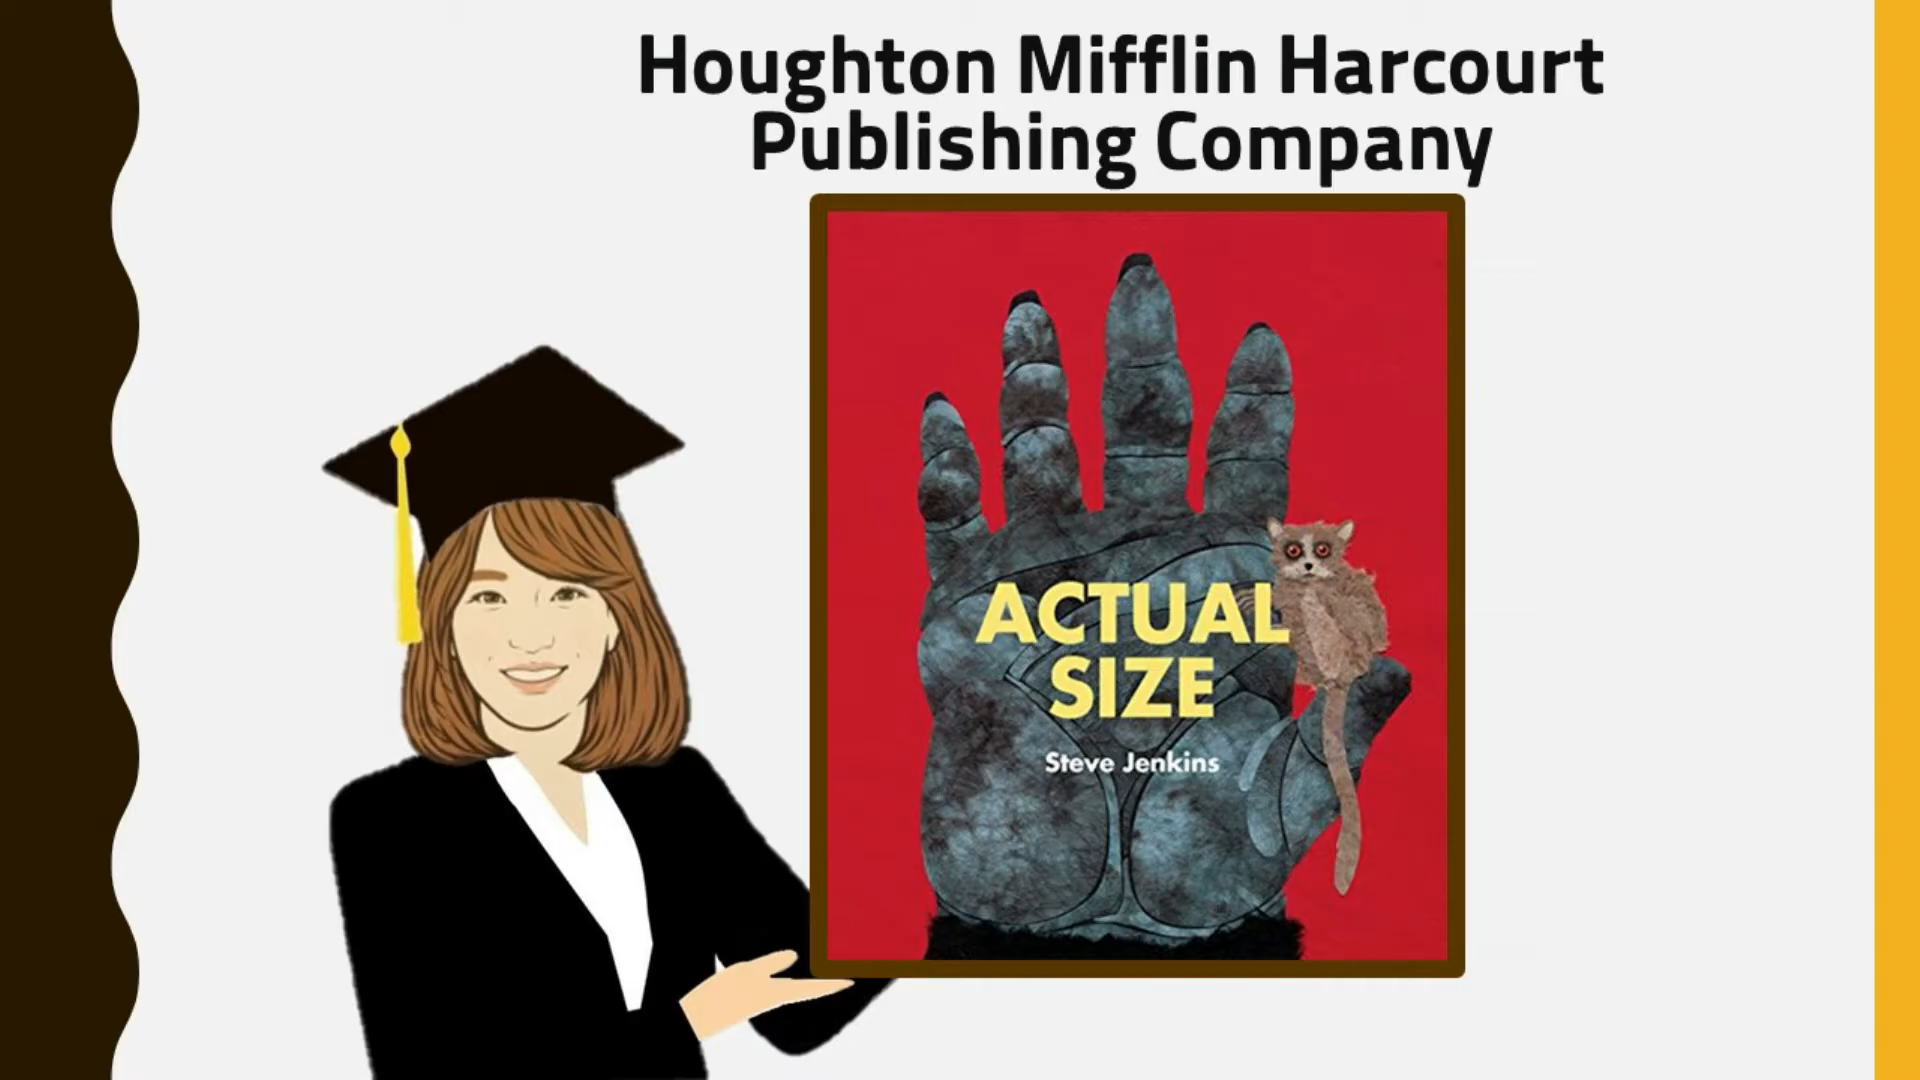 Houghton Mifflin Harcourt
Publishing Company
ACTUAL
SIZE
Steve Jenkins